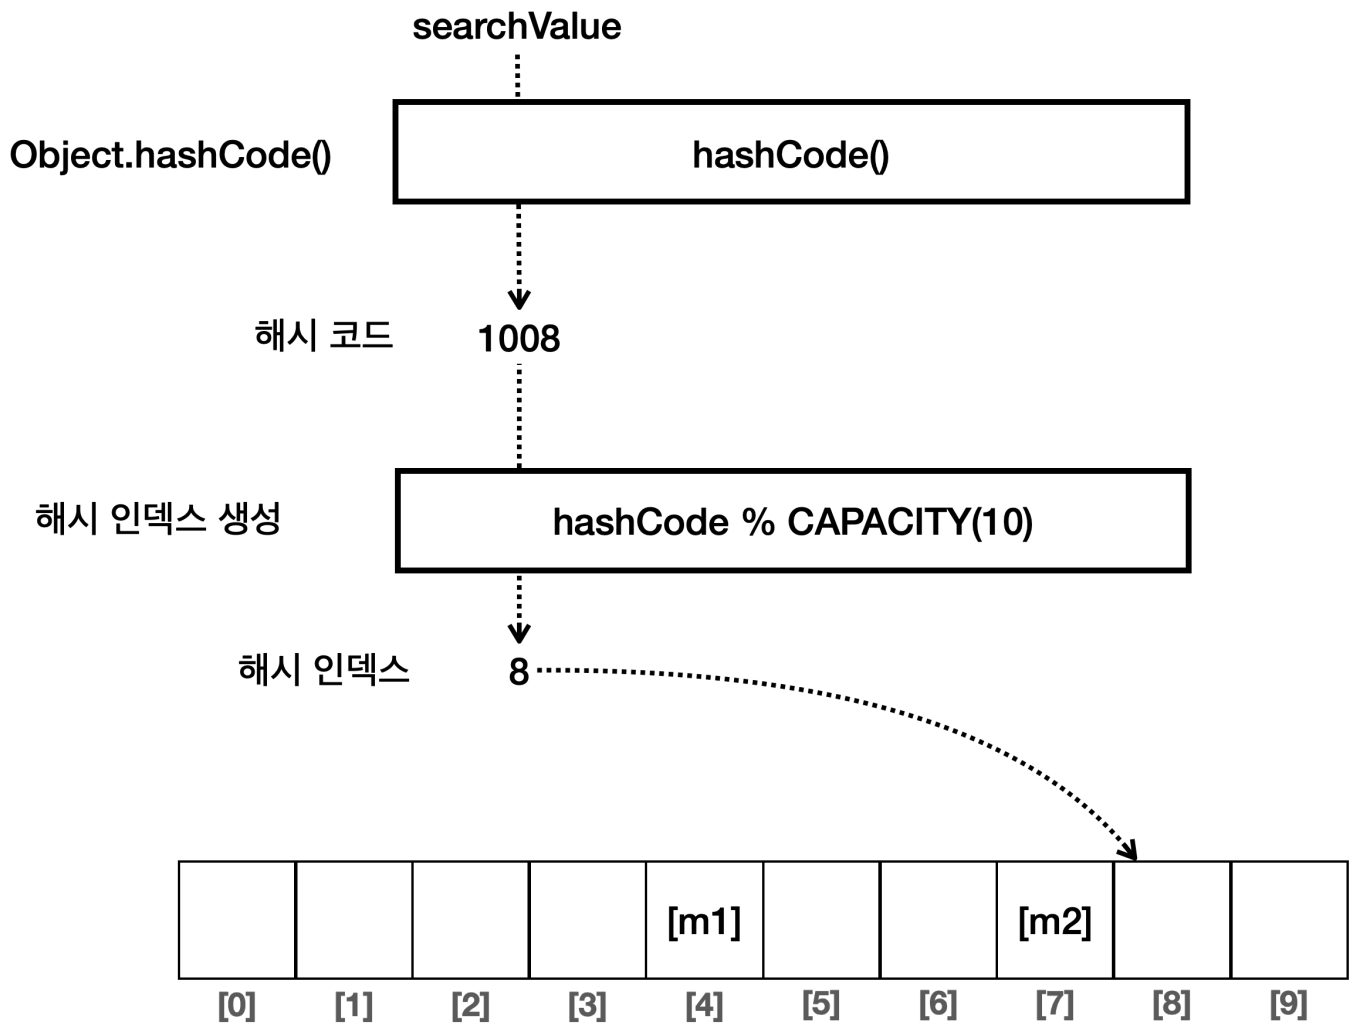 searchValue
Object.hashCode()
hashCode()
해시 코드
1008
해시 인덱스 생성
hashCode % CAPACITY(10)
해시 인덱스
8
[m1]
[m2]
[0]
[1]
[2]
[3]
[4]
[5]
[6]
[7]
[8]
[9]